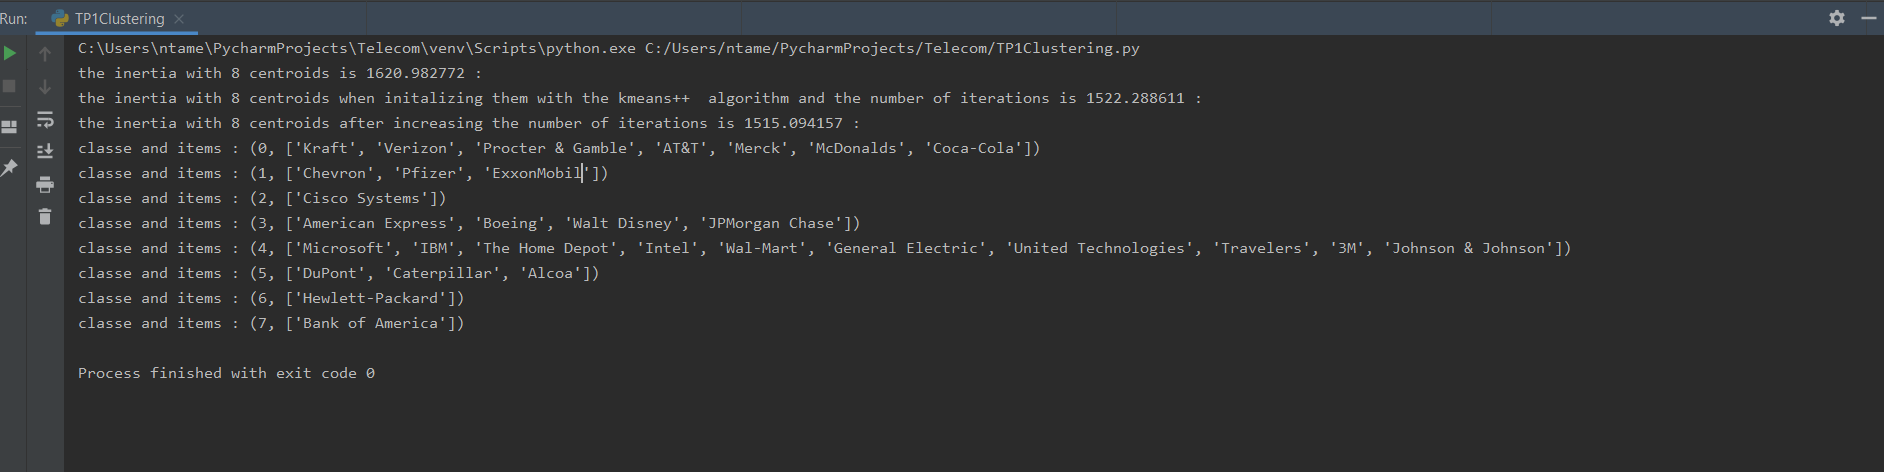 Run: TP1Clustering
C:\Users\ntame\PycharmProjects\Telecom\venv\Scripts\python.exe C:/Users/ntame/PycharmProjects/Telecom/TP1Clustering.py
the inertia with 8 centroids is 1620.982772 :
the inertia with 8 centroids when initalizing them with the kmeans++  algorithm and the number of iterations is 1522.288611 :
the inertia with 8 centroids after increasing the number of iterations is 1515.094157 :
classe and items : (0, ['Kraft', 'Verizon', 'Procter & Gamble', 'AT&T', 'Merck', 'McDonalds', 'Coca-Cola'])
classe and items : (1, ['Chevron', 'Pfizer', 'ExxonMobil'])
classe and items : (2, ['Cisco Systems'])
classe and items : (3, ['American Express', 'Boeing', 'Walt Disney', 'JPMorgan Chase'])
classe and items : (4, ['Microsoft', 'IBM', 'The Home Depot', 'Intel', 'Wal-Mart', 'General Electric', 'United Technologies', 'Travelers', '3M', 'Johnson & Johnson'])
classe and items : (5, ['DuPont', 'Caterpillar', 'Alcoa'])
classe and items : (6, ['Hewlett-Packard'])
classe and items : (7, ['Bank of America'])
Process finished with exit code 0